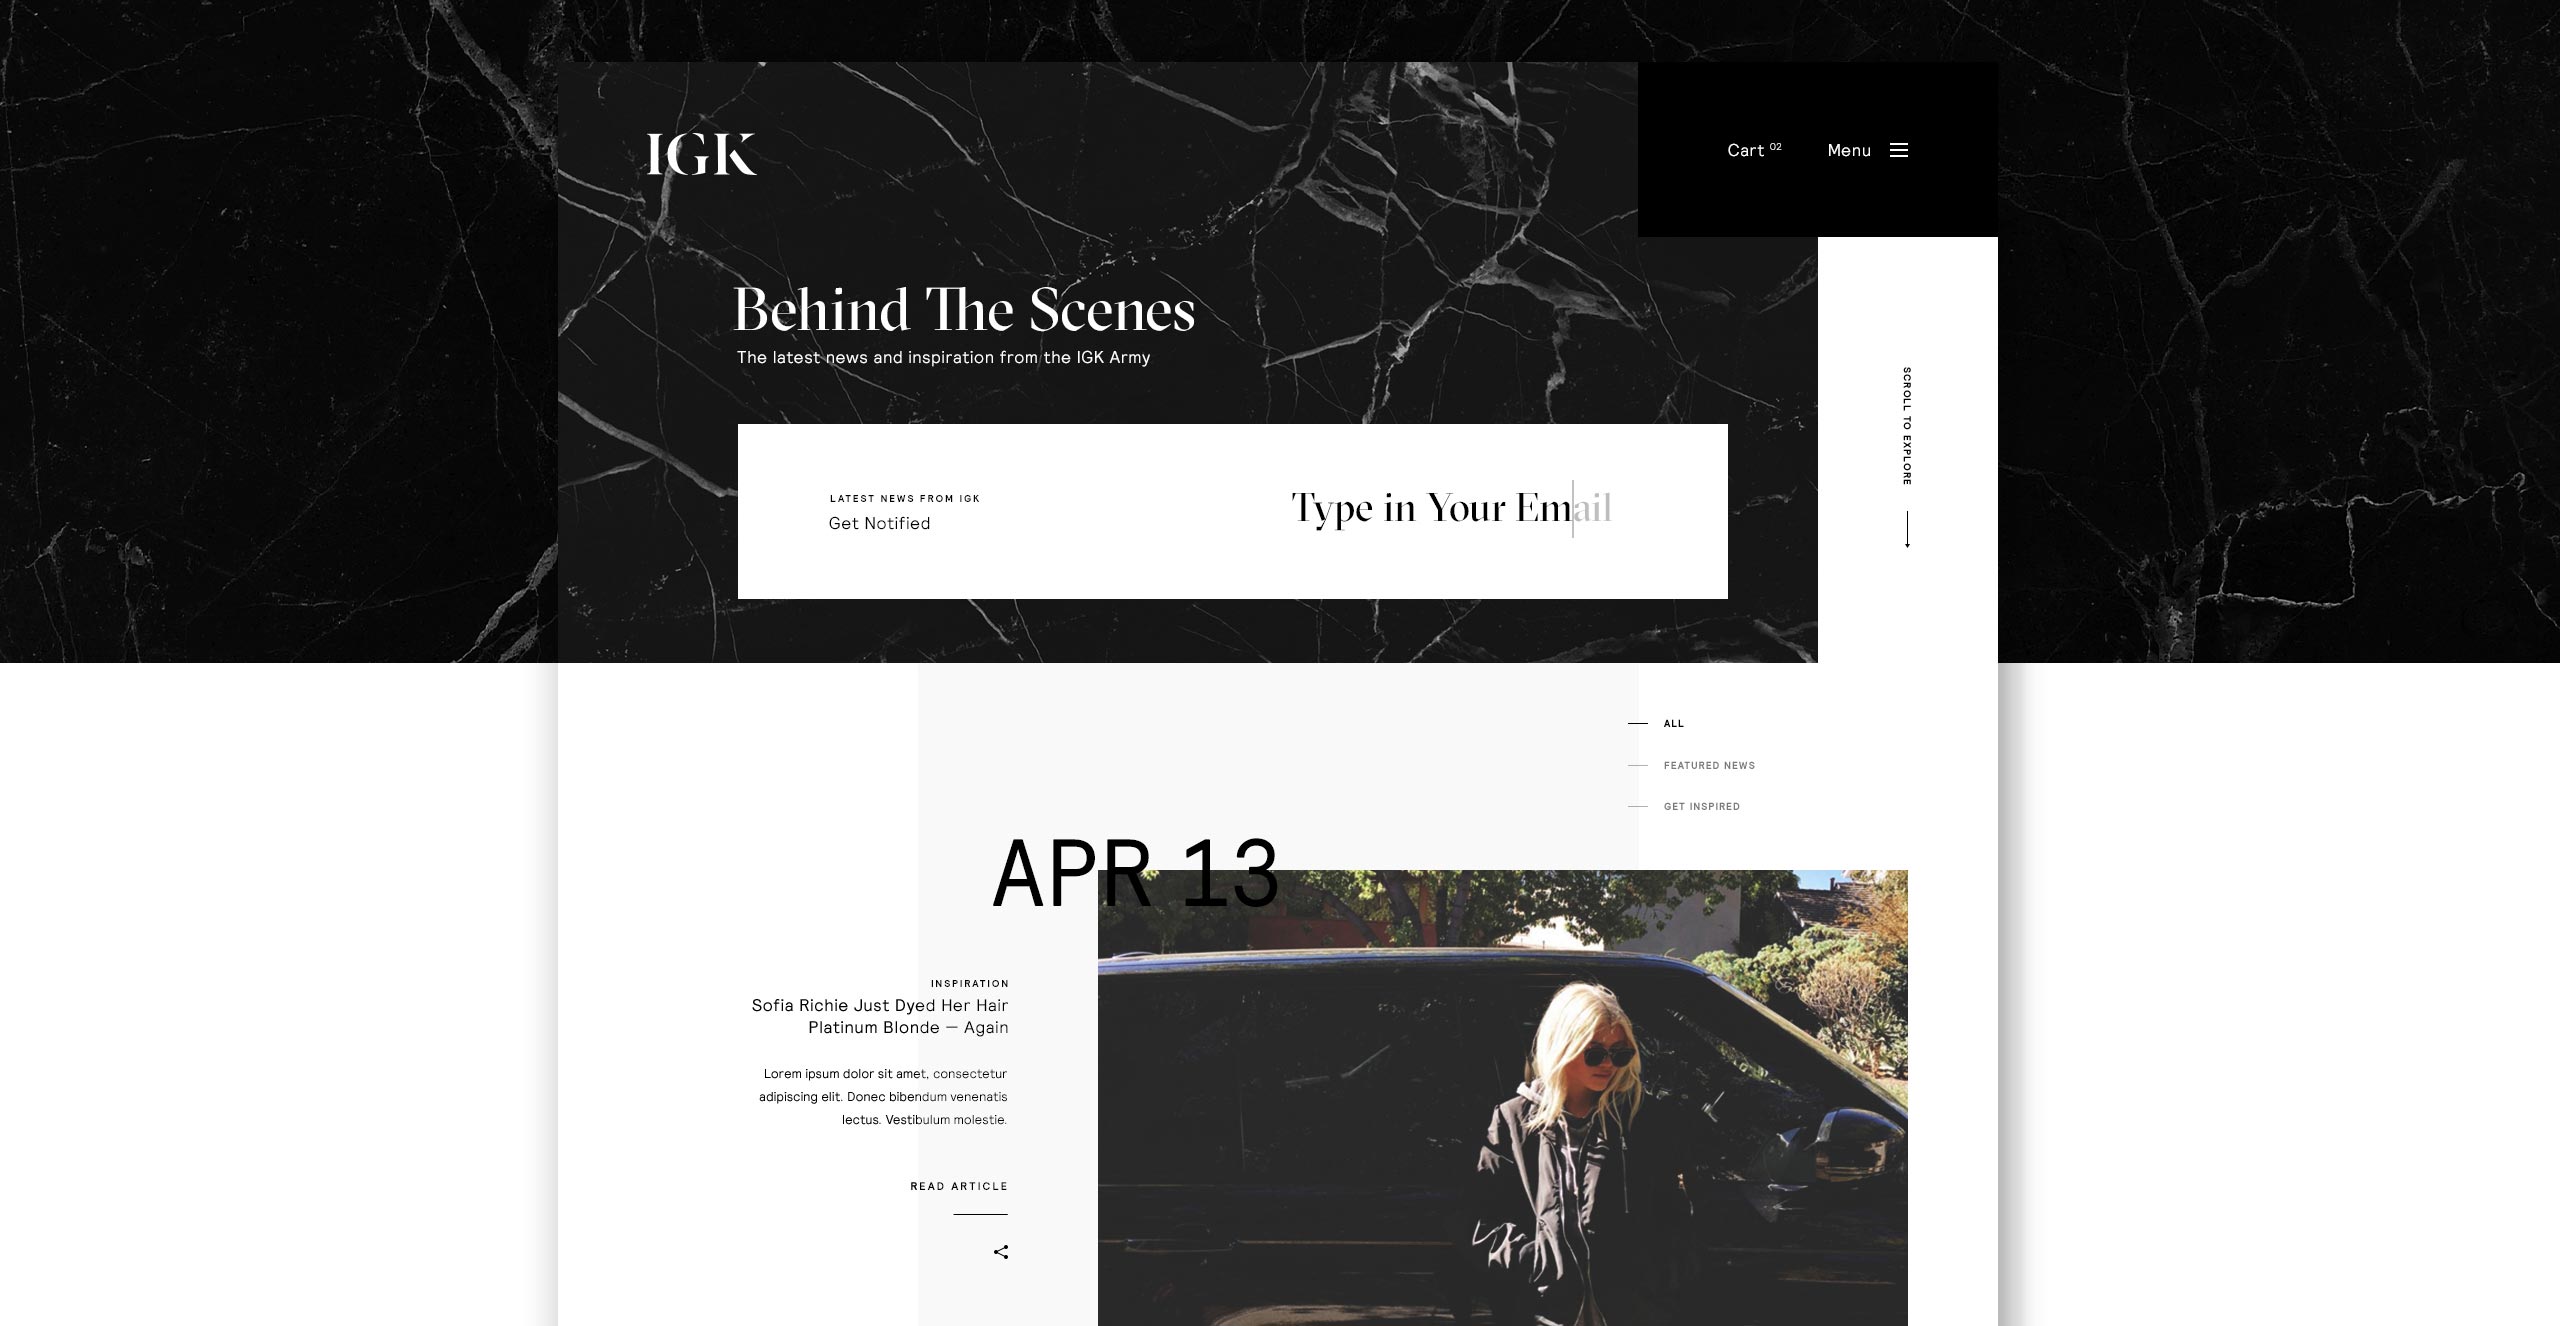 IGK
Cart 02
Menu
Behind The Scenes
The latest news and inspiration from the IGK Army
SCROLL TO EXPLORE
LATEST NEWS FROM IGK
Get Notified
Type in Your Email
ALL
FEATURED NEWS
GET INSPIRED
APR 13
INSPIRATION
Sofia Richie Just Dyed Her Hair
Platinum Blonde — Again
Lorem ipsum dolor sit amet, consectetur
adipiscing elit. Donec bibendum venenatis
lectus. Vestibulum molestie.
READ ARTICLE